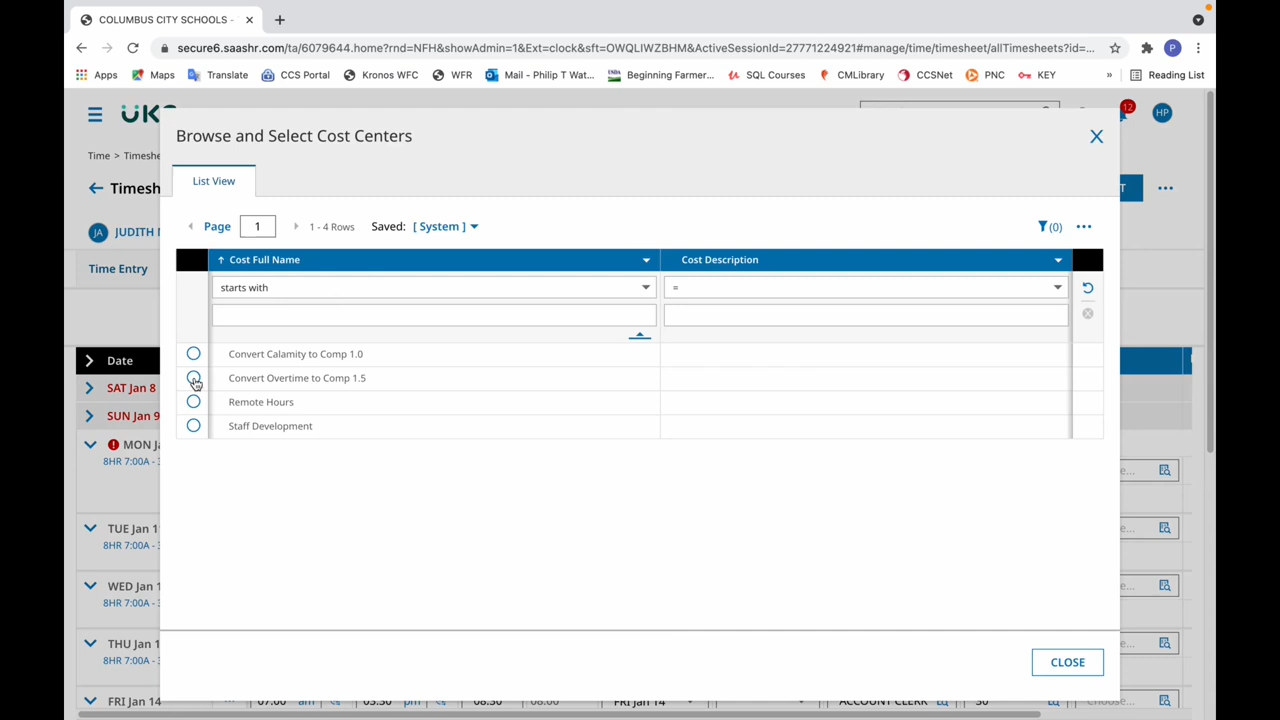 COLUMBUS CITY SCHOOLS -
secure6.saashr.com/ta/6079644.home?rnd=NFH&showAdmin=1&Ext=clock&sft=OWQLIWZBHM&ActiveSessionId=27771224921#manage/time/timesheet/allTimesheets?id=...
Apps Maps Translate CCS Portal Kronos WFC WFR Mail - Philip T Wat... Beginning Farmer... SQL Courses CMLibrary CCSNet PNC KEY » Reading List
12 HP
Browse and Select Cost Centers
Time > Timeshe
List View
Timesh
Page 1 1 - 4 Rows Saved: [ System ] (0)
JA JUDITH
Cost Full Name Cost Description
Time Entry
starts with =
Convert Calamity to Comp 1.0
Date
Convert Overtime to Comp 1.5
SAT Jan 8
Remote Hours
SUN Jan 9
Staff Development
MON
8HR 7:00A -
TUE Jan 1
8HR 7:00A -
WED Jan 1
8HR 7:00A -
THU Jan 1
8HR 7:00A -
CLOSE
FRI Jan 14 07:00 am 03:30 pm 08:30 08:00 FRI Jan 14 ACCOUNT CLERK 30 Choose...